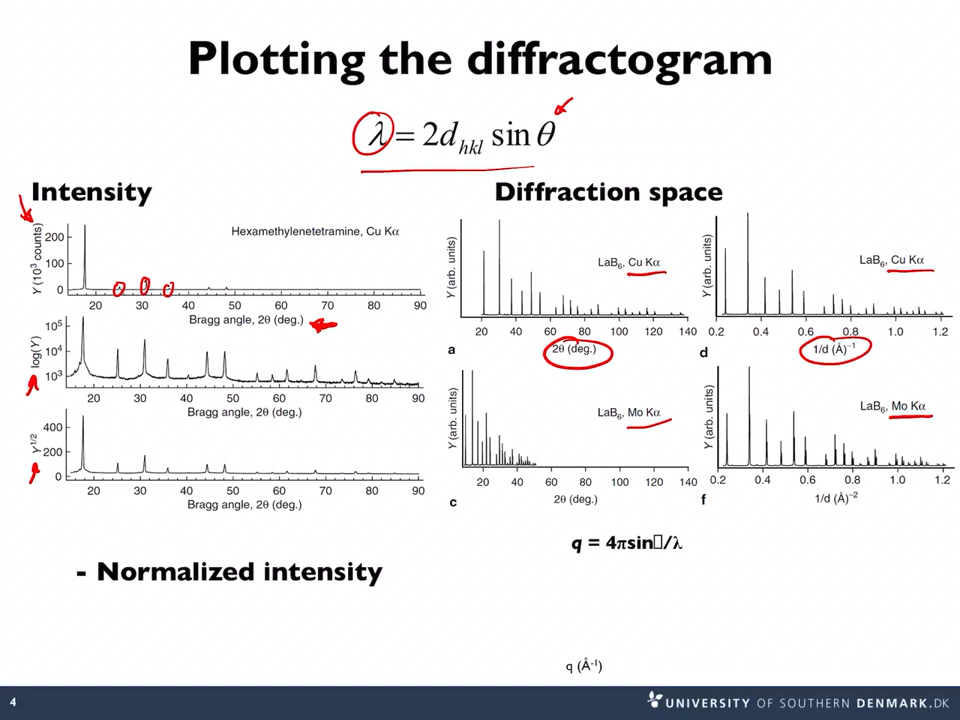 Plotting the diffractogram
λ = 2d hkl sin θ
Intensity
Y (10³ counts)
200
100
0
Hexamethylenetetramine, Cu Kα
20 30 40 50 60 70 80 90
Bragg angle, 2θ (deg.)
log(Y)
10⁵
10⁴
10³
20 30 40 50 60 70 80 90
Bragg angle, 2θ (deg.)
Y¹/²
400
200
0
20 30 40 50 60 70 80 90
Bragg angle, 2θ (deg.)
- Normalized intensity
Diffraction space
Y (arb. units)
LaB₆, Cu Kα
20 40 60 80 100 120 140
a
2θ (deg.)
Y (arb. units)
LaB₆, Cu Kα
0.2 0.4 0.6 0.8 1.0 1.2
d
1/d (Å)⁻¹
Y (arb. units)
LaB₆, Mo Kα
20 40 60 80 100 120 140
c
2θ (deg.)
Y (arb. units)
LaB₆, Mo Kα
0.2 0.4 0.6 0.8 1.0 1.2
f
1/d (Å)⁻²
q = 4πsin▯/λ
q (Å⁻¹)
4
UNIVERSITY OF SOUTHERN DENMARK.DK